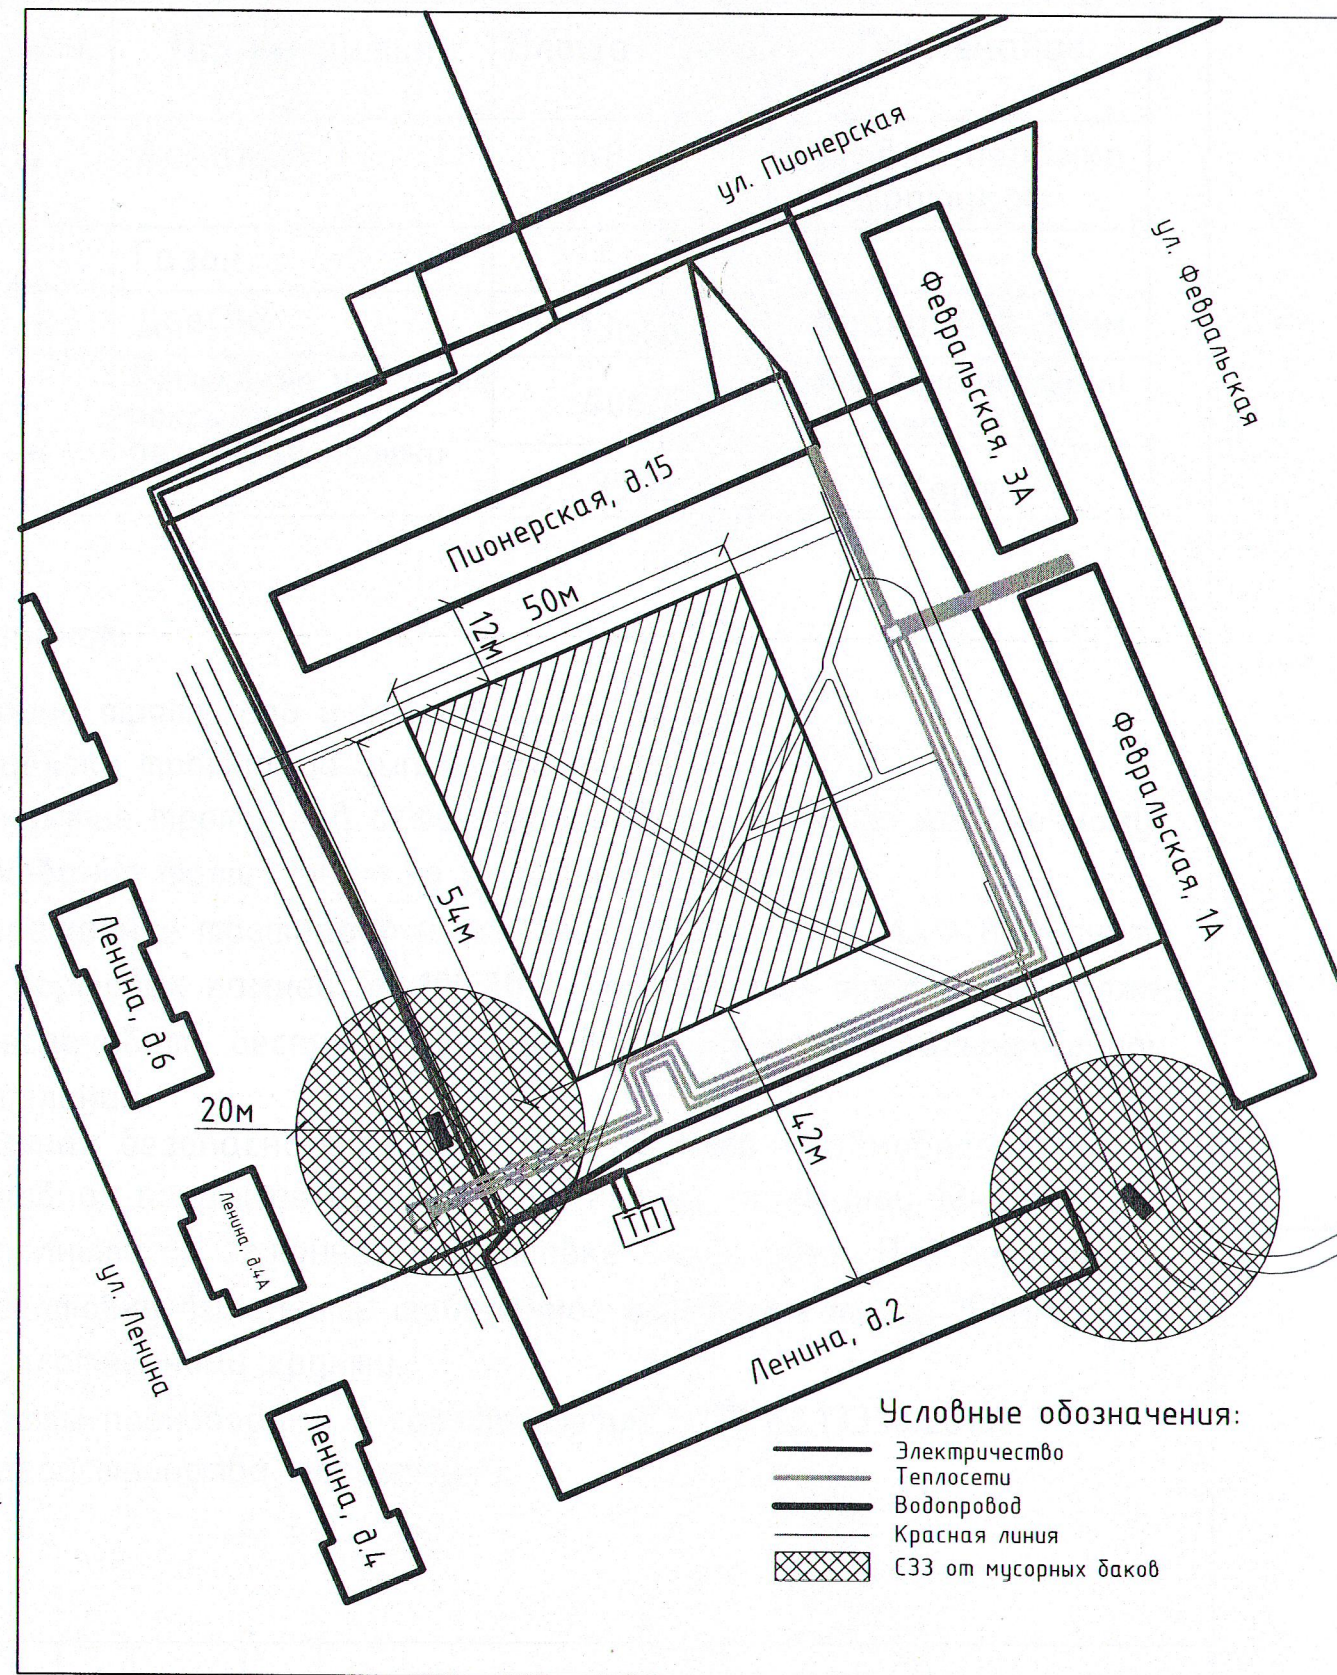 ул. Пионерская
ул. Февральская
Февральская, 3А
Пионерская, д.15
50м
12м
Февральская, 1А
54м
Ленина, д.6
20м
42м
Ленина, д.4А
ТП
ул. Ленина
Ленина, д.2
Ленина, д.4
Условные обозначения:
Электричество
Теплосети
Водопровод
Красная линия
СЗЗ от мусорных баков